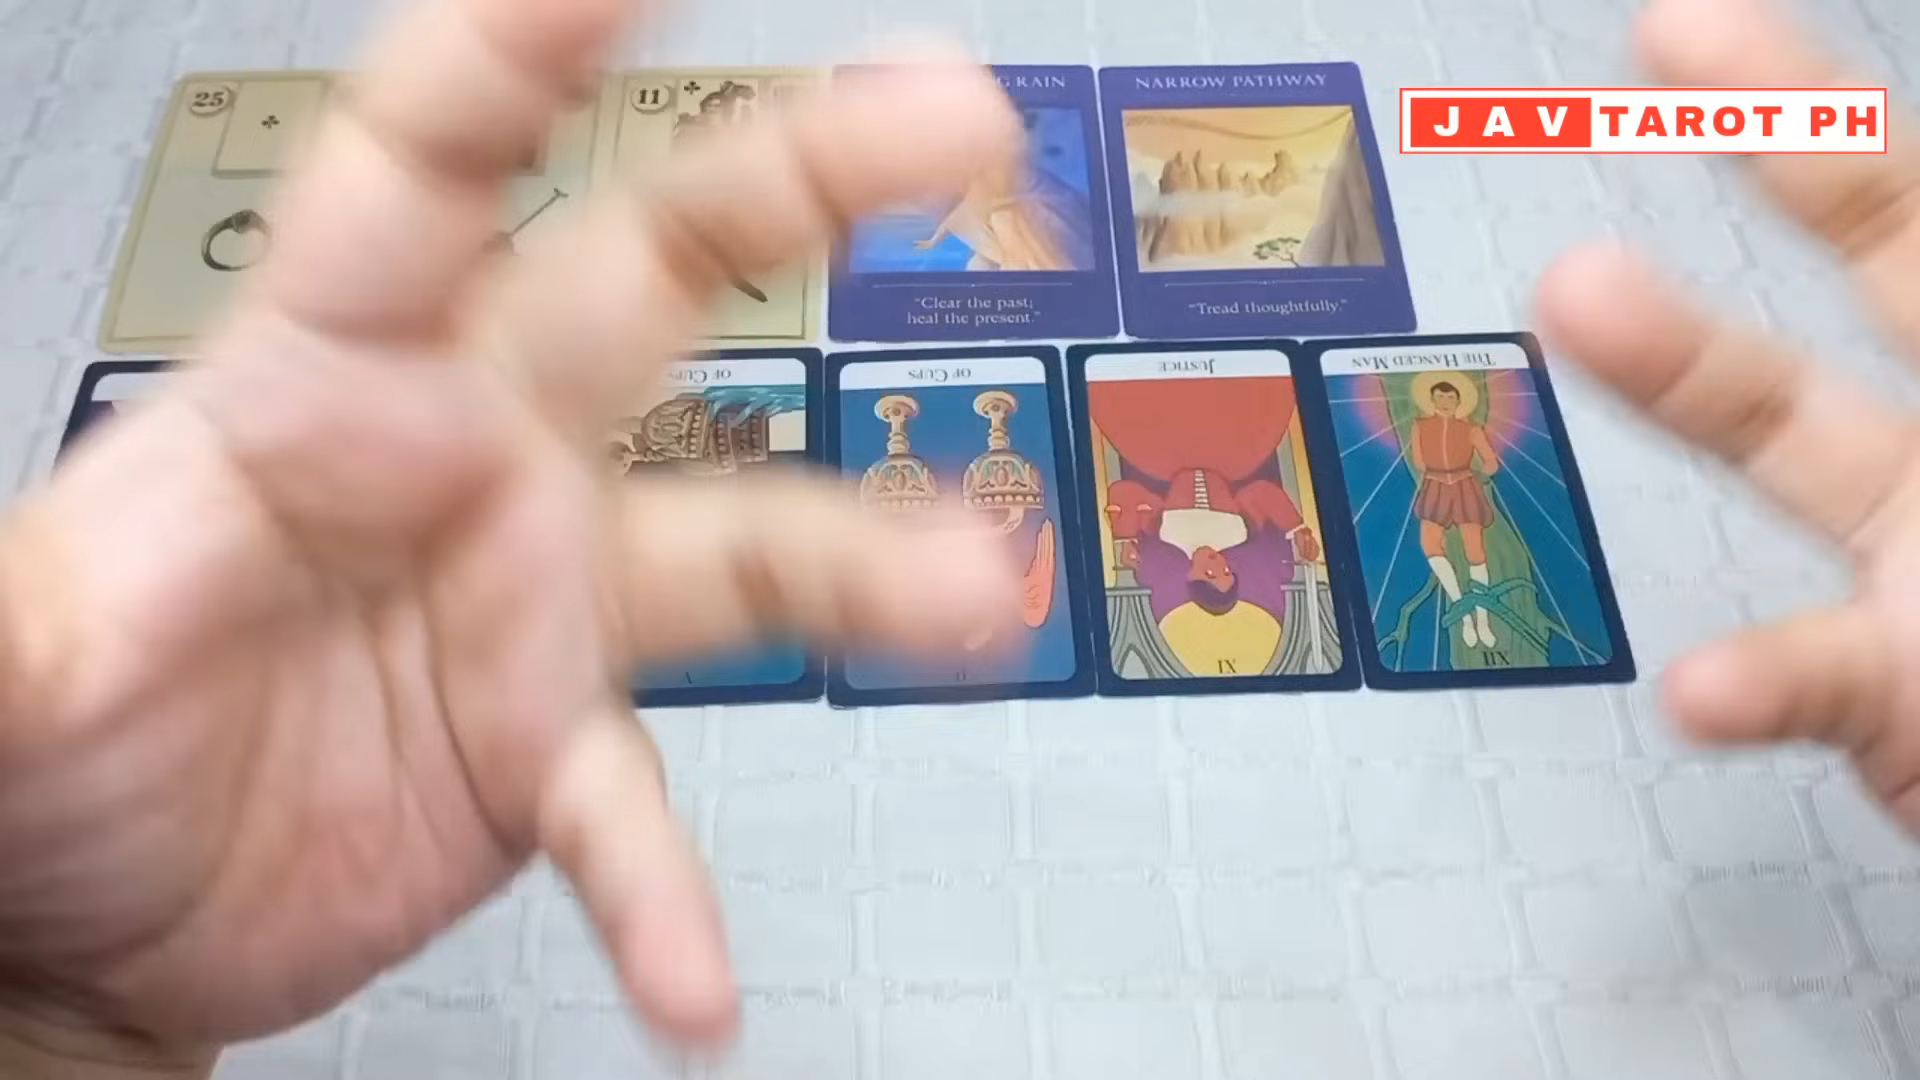 25
11
G RAIN
NARROW PATHWAY
JAV TAROT PH
"Clear the past;
heal the present."
"Tread thoughtfully."
OF CUPS
OF CUPS
JUSTICE
THE HANGED MAN
I
II
XI
XII